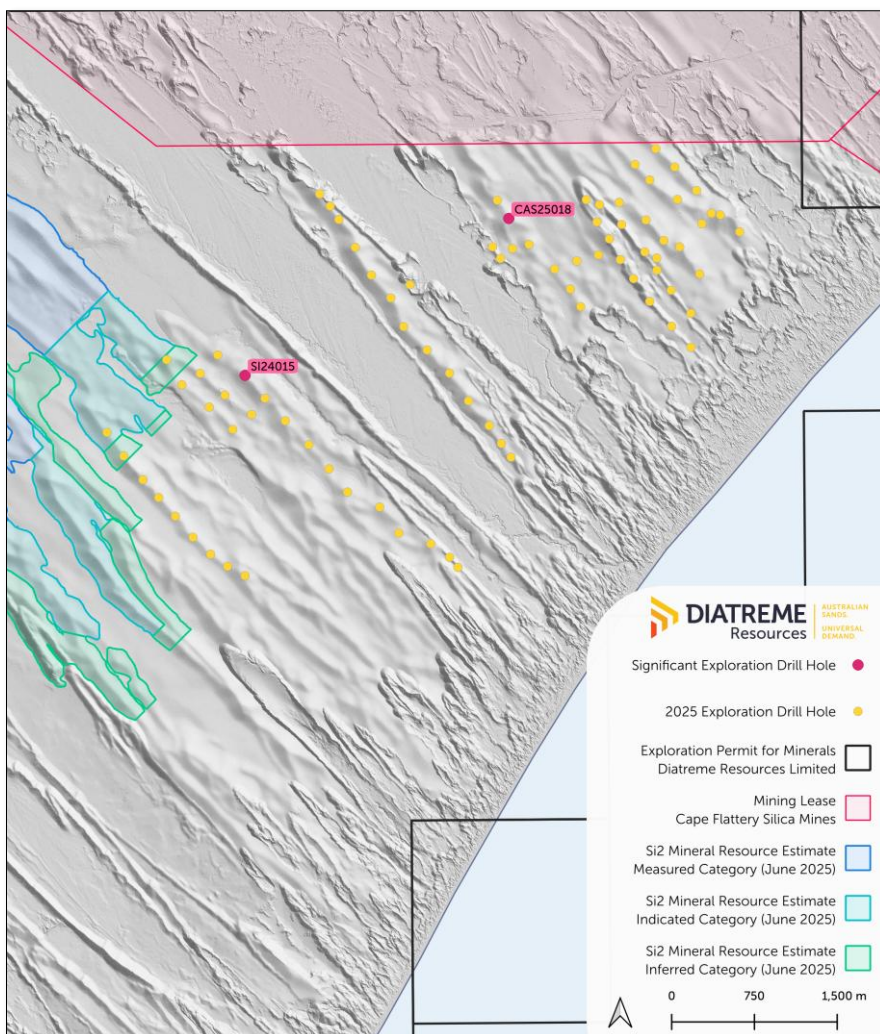 CAS25018
SI24015
DIATREME
Resources
AUSTRALIAN
SANDS
UNIVERSAL
DEMAND
Significant Exploration Drill Hole
2025 Exploration Drill Hole
Exploration Permit for Minerals
Diatreme Resources Limited
Mining Lease
Cape Flattery Silica Mines
Si2 Mineral Resource Estimate
Measured Category (June 2025)
Si2 Mineral Resource Estimate
Indicated Category (June 2025)
Si2 Mineral Resource Estimate
Inferred Category (June 2025)
0 750 1,500 m